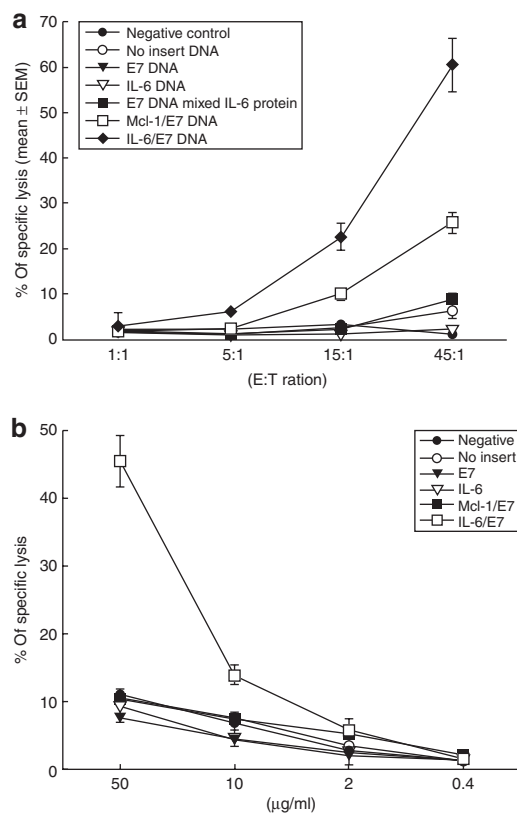 a
Negative control
No insert DNA
E7 DNA
IL-6 DNA
E7 DNA mixed IL-6 protein
Mcl-1/E7 DNA
IL-6/E7 DNA
% Of specific lysis (mean ± SEM)
70
60
50
40
30
20
10
0
1:1 5:1 15:1 45:1
(E:T ration)
b
Negative
No insert
E7
IL-6
Mcl-1/E7
IL-6/E7
% Of specific lysis
50
40
30
20
10
0
50 10 2 0.4
(µg/ml)